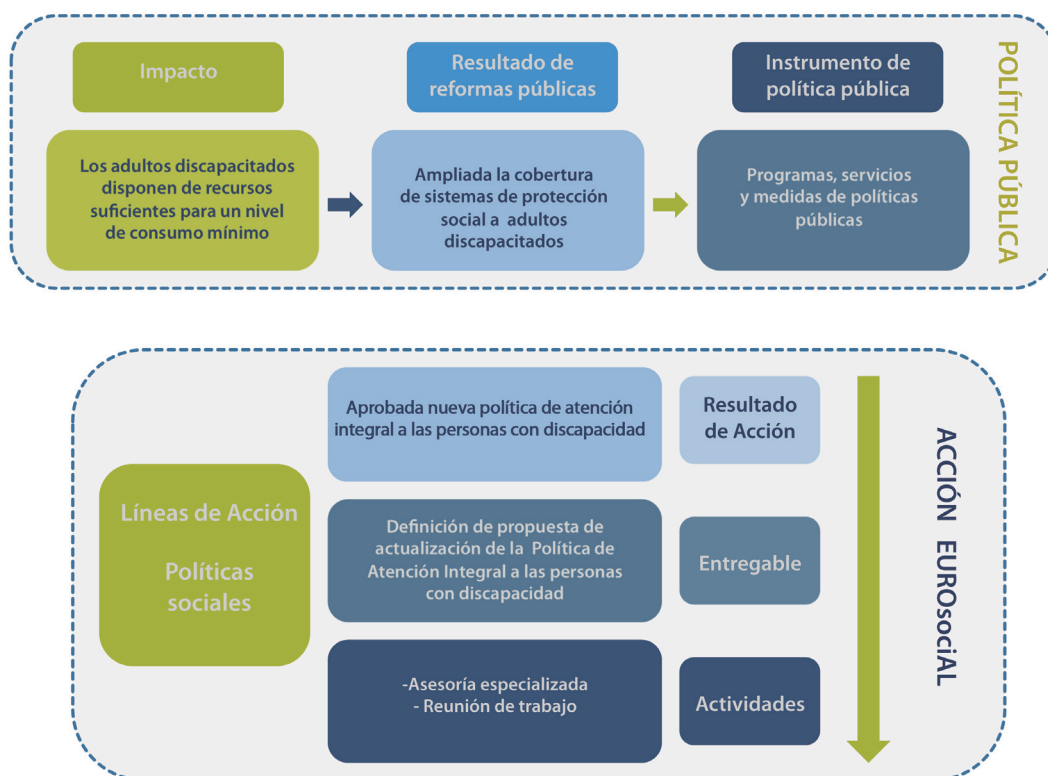 Impacto
Resultado de
reformas públicas
Instrumento de
política pública
Los adultos discapacitados
disponen de recursos
suficientes para un nivel
de consumo mínimo
Ampliada la cobertura
de sistemas de protección
social a adultos
discapacitados
Programas, servicios
y medidas de políticas
públicas
POLÍTICA PÚBLICA
Líneas de Acción
Políticas
sociales
Aprobada nueva política de atención
integral a las personas con discapacidad
Resultado
de Acción
Definición de propuesta de
actualización de la Política de
Atención Integral a las personas
con discapacidad
Entregable
-Asesoría especializada
- Reunión de trabajo
Actividades
ACCIÓN EUROsociAL